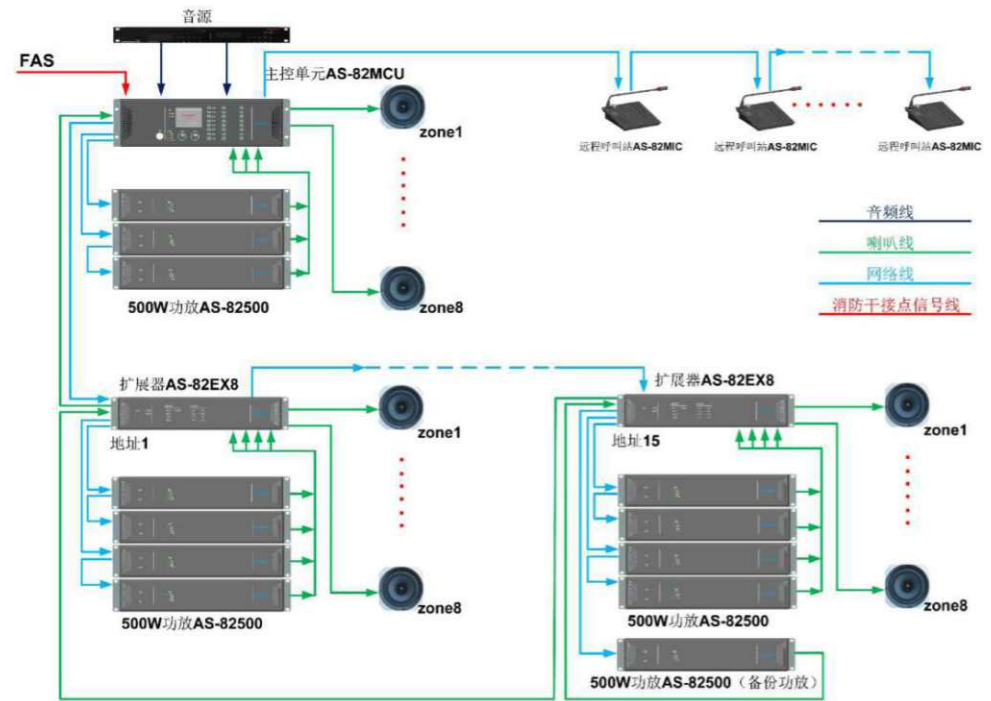 音源
FAS
主控单元AS-82MCU
zone1
远程呼叫站AS-82MIC
远程呼叫站AS-82MIC
远程呼叫站AS-82MIC
音频线
喇叭线
网络线
消防干接点信号线
zone8
500W功放AS-82500
扩展器AS-82EX8
地址1
zone1
zone8
500W功放AS-82500
扩展器AS-82EX8
地址15
zone1
zone8
500W功放AS-82500
500W功放AS-82500（备份功放）